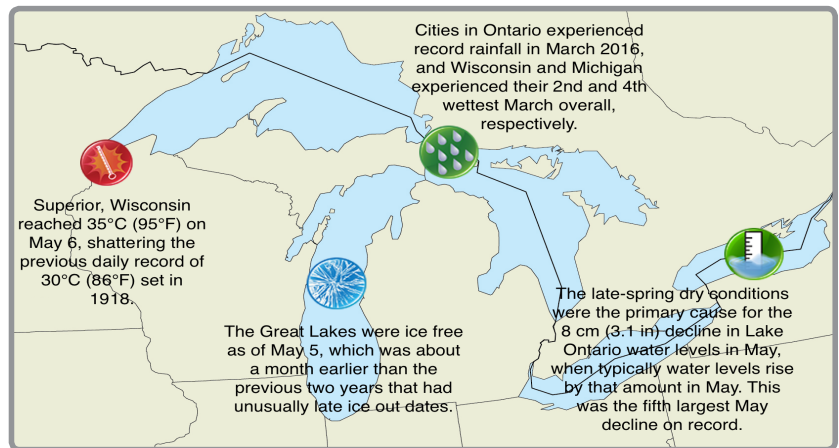 Cities in Ontario experienced
record rainfall in March 2016,
and Wisconsin and Michigan
experienced their 2nd and 4th
wettest March overall,
respectively.
Superior, Wisconsin
reached 35°C (95°F) on
May 6, shattering the
previous daily record of
30°C (86°F) set in
1918.
The Great Lakes were ice free
as of May 5, which was about
a month earlier than the
previous two years that had
unusually late ice out dates.
The late-spring dry conditions
were the primary cause for the
8 cm (3.1 in) decline in Lake
Ontario water levels in May,
when typically water levels rise
by that amount in May. This
was the fifth largest May
decline on record.